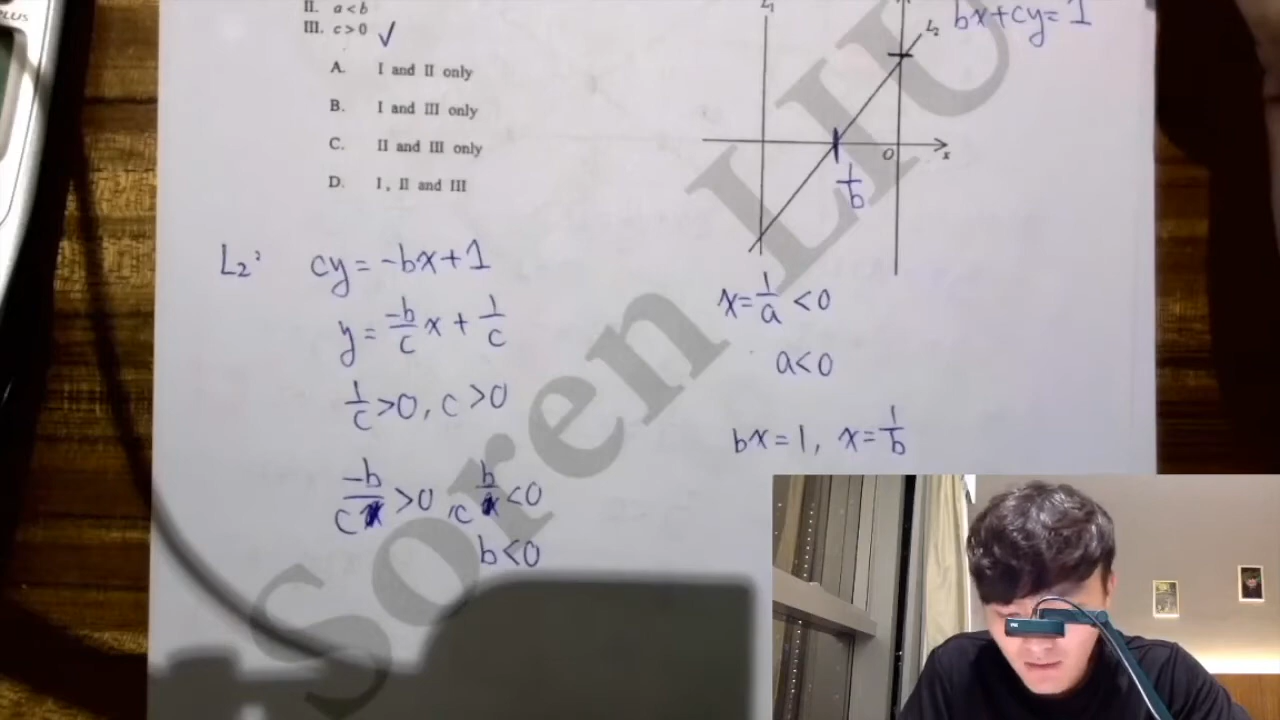 PLUS
II. a<b
III. c>0 ✓
A. I and II only
B. I and III only
C. II and III only
D. I, II and III
L₁
L₂
bx+cy=1
O
x
1/b
L₂: cy=-bx+1
y=-b/c x+1/c
1/c>0, c>0
-b/c>0, b/c<0
b<0
x=1/a<0
a<0
bx=1, x=1/b
Soren LIU